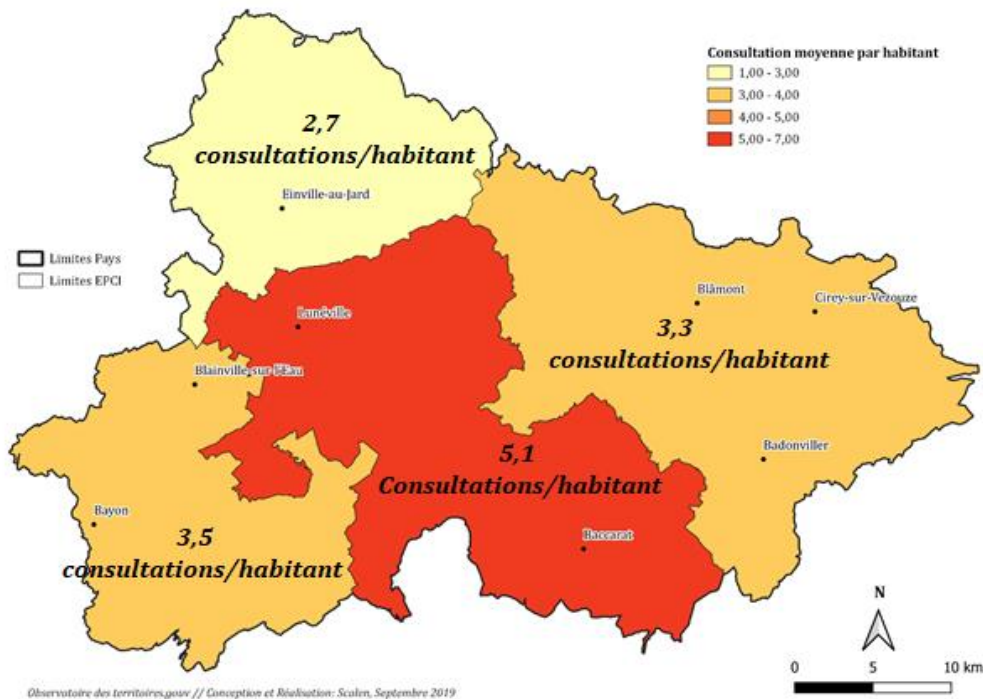 Consultation moyenne par habitant
1,00 - 3,00
3,00 - 4,00
4,00 - 5,00
5,00 - 7,00
2,7
consultations/habitant
Einville-au-Jard
Limites Pays
Limites EPCI
Lunéville
Blâmont
Cirey-sur-Vezouze
3,3
consultations/habitant
Blainville-sur-l'Eau
5,1
Consultations/habitant
Badonviller
Bayon
3,5
consultations/habitant
Baccarat
N
0 5 10 km
Observatoire des territoires.gouv // Conception et Réalisation: Scalen, Septembre 2019